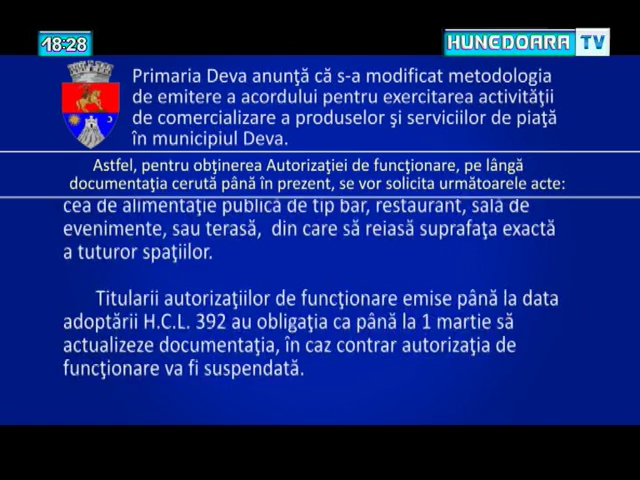 18:28
HUNEDOARA TV
Primaria Deva anunţă că s-a modificat metodologia
de emitere a acordului pentru exercitarea activităţii
de comercializare a produselor şi serviciilor de piaţă
în municipiul Deva.
Astfel, pentru obţinerea Autorizaţiei de funcţionare, pe lângă
documentaţia cerută până în prezent, se vor solicita următoarele acte:
cea de alimentaţie publică de tip bar, restaurant, sală de
evenimente, sau terasă, din care să reiasă suprafaţa exactă
a tuturor spaţiilor.
Titularii autorizaţiilor de funcţionare emise până la data
adoptării H.C.L. 392 au obligaţia ca până la 1 martie să
actualizeze documentaţia, în caz contrar autorizaţia de
funcţionare va fi suspendată.